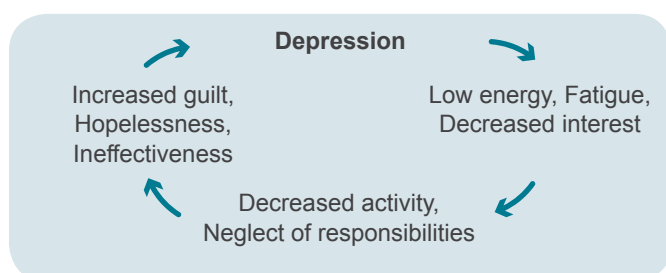 Depression
Low energy, Fatigue,
Decreased interest
Decreased activity,
Neglect of responsibilities
Increased guilt,
Hopelessness,
Ineffectiveness